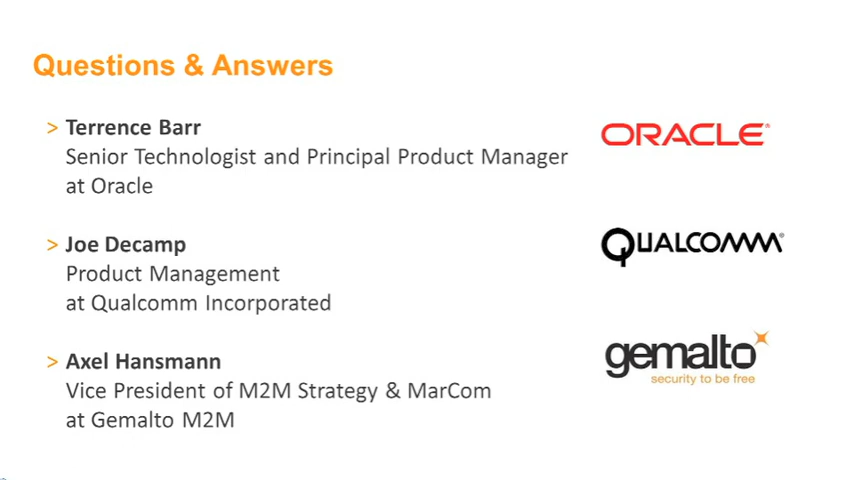 Questions & Answers
> Terrence Barr
Senior Technologist and Principal Product Manager
at Oracle
ORACLE®
> Joe Decamp
Product Management
at Qualcomm Incorporated
QUALCOMM®
> Axel Hansmann
Vice President of M2M Strategy & MarCom
at Gemalto M2M
gemalto
security to be free